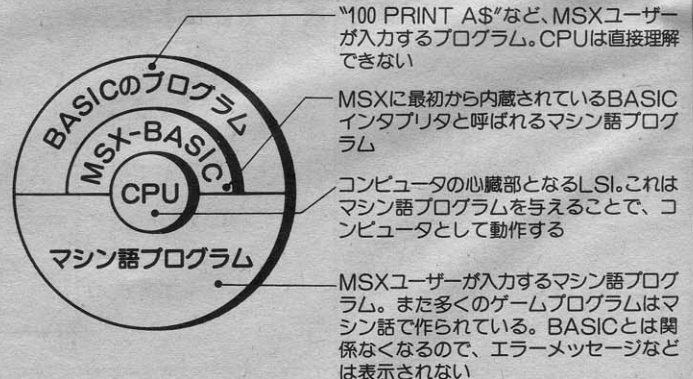 BASICのプログラム
MSX-BASIC
CPU
マシン語プログラム
"100 PRINT A$"など、MSXユーザー
が入力するプログラム。CPUは直接理解
できない
MSXに最初から内蔵されているBASIC
インタプリタと呼ばれるマシン語プログ
ラム
コンピュータの心臓部となるLSI。これは
マシン語プログラムを与えることで、コ
ンピュータとして動作する
MSXユーザーが入力するマシン語プログ
ラム。また多くのゲームプログラムはマ
シン話で作られている。BASICとは関
係なくなるので、エラーメッセージなど
は表示されない